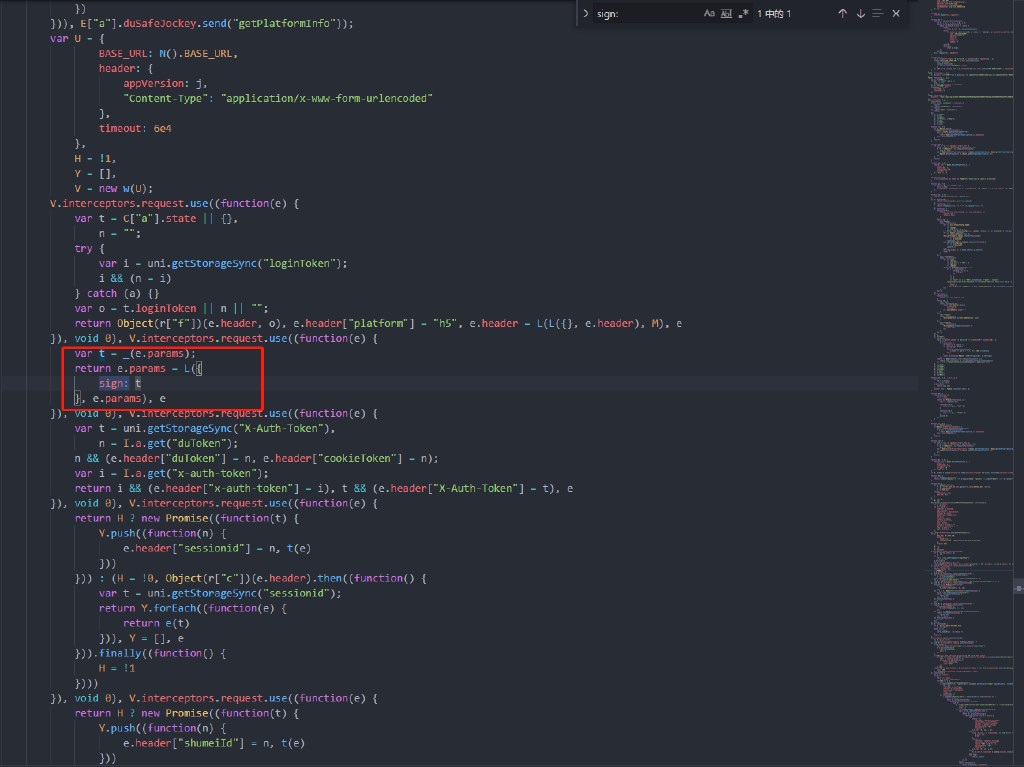 sign:
Aa
1 中的 1
})
})), E["a"].duSafeJockey.send("getPlatformInfo"));
var U = {
BASE_URL: N().BASE_URL,
header: {
appVersion: j,
"Content-Type": "application/x-www-form-urlencoded"
},
timeout: 6e4
},
H = !1,
Y = [],
V = new w(U);
V.interceptors.request.use((function(e) {
var t = C["a"].state || {},
n = "";
try {
var i = uni.getStorageSync("loginToken");
i && (n = i)
} catch (a) {}
var o = t.loginToken || n || "";
return Object(r["f"])(e.header, o), e.header["platform"] = "h5", e.header = L(L({}, e.header), M), e
}), void 0), V.interceptors.request.use((function(e) {
var t = _(e.params);
return e.params = L({
sign: t
}, e.params), e
}), void 0), V.interceptors.request.use((function(e) {
var t = uni.getStorageSync("X-Auth-Token"),
n = I.a.get("duToken");
n && (e.header["duToken"] = n, e.header["cookieToken"] = n);
var i = I.a.get("x-auth-token");
return i && (e.header["x-auth-token"] = i), t && (e.header["X-Auth-Token"] = t), e
}), void 0), V.interceptors.request.use((function(e) {
return H ? new Promise((function(t) {
Y.push((function(n) {
e.header["sessionid"] = n, t(e)
}))
})) : (H = !0, Object(r["c"])(e.header).then((function() {
var t = uni.getStorageSync("sessionid");
return Y.forEach((function(e) {
return e(t)
})), Y = [], e
})).finally((function() {
H = !1
})))
}), void 0), V.interceptors.request.use((function(e) {
return H ? new Promise((function(t) {
Y.push((function(n) {
e.header["shumeiId"] = n, t(e)
}))